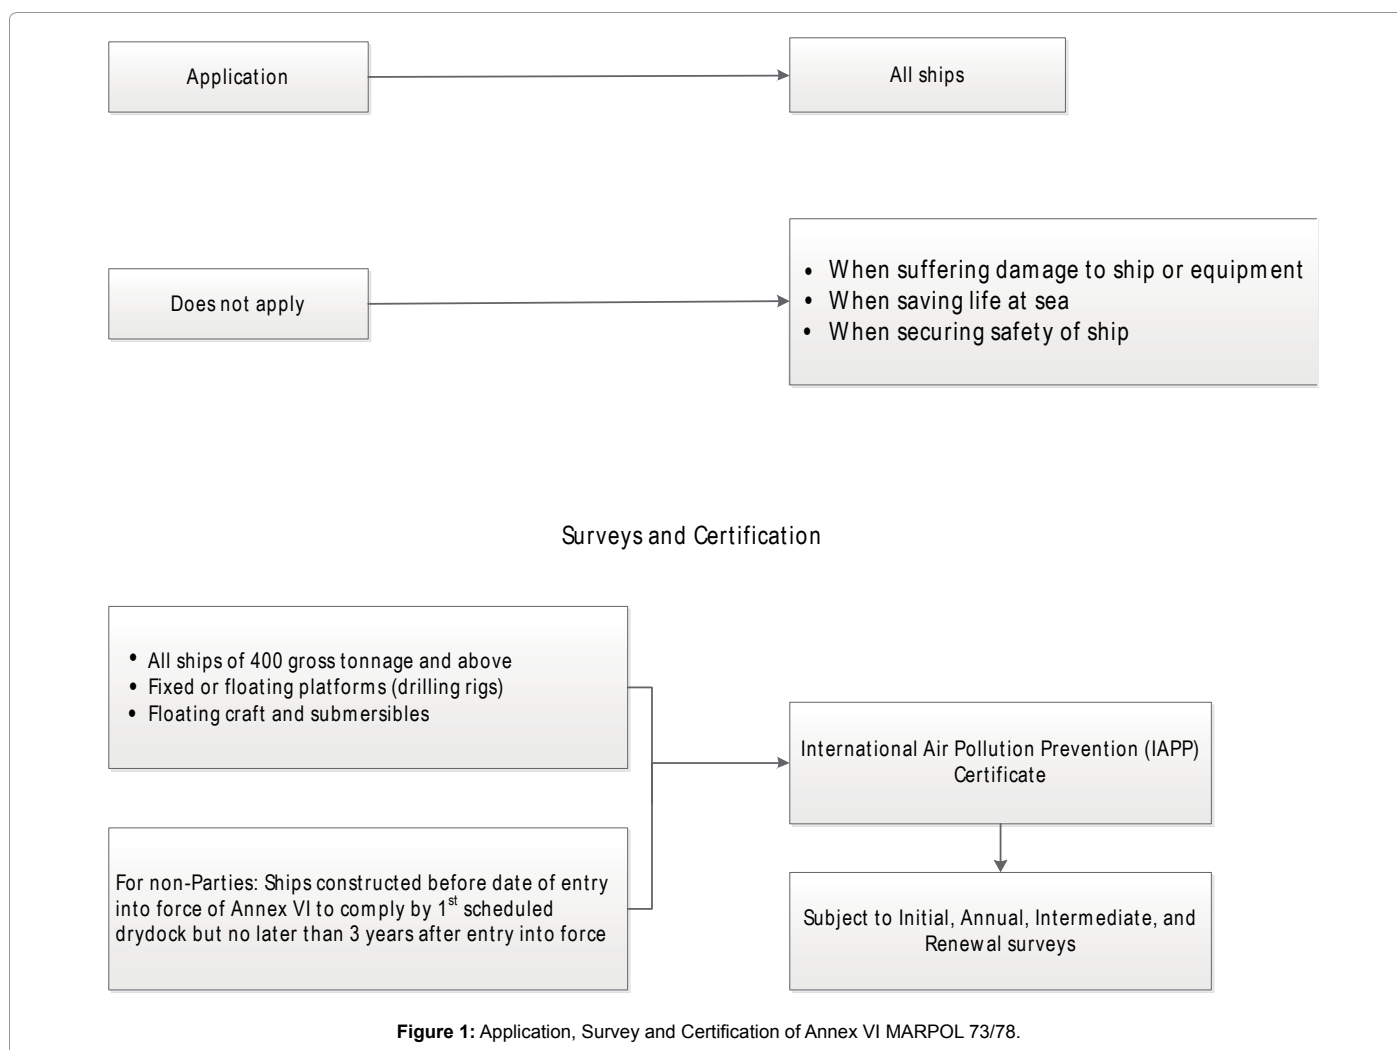 Application
All ships
Does not apply
• When suffering damage to ship or equipment
• When saving life at sea
• When securing safety of ship
Surveys and Certification
• All ships of 400 gross tonnage and above
• Fixed or floating platforms (drilling rigs)
• Floating craft and submersibles
International Air Pollution Prevention (IAPP)
Certificate
For non-Parties: Ships constructed before date of entry
into force of Annex VI to comply by 1st scheduled
drydock but no later than 3 years after entry into force
Subject to Initial, Annual, Intermediate, and
Renewal surveys
Figure 1: Application, Survey and Certification of Annex VI MARPOL 73/78.